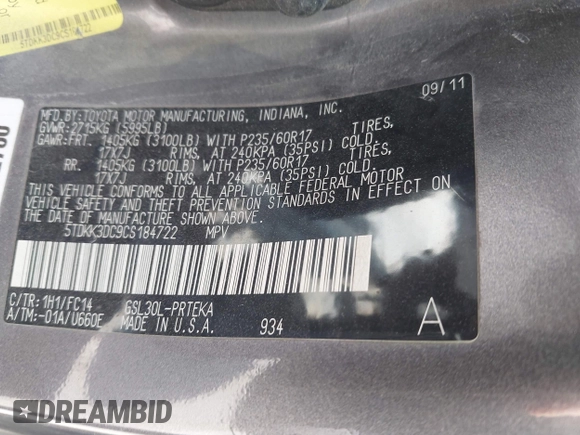 5TDKK3DC9CS184722
09/11
MFD.BY:TOYOTA MOTOR MANUFACTURING, INDIANA, INC.
GVWR:2715KG(5995LB)
GAWR:FRT. 1405KG(3100LB)WITH P235/60R17 TIRES,
17X7J RIMS, AT 240KPA (35PSI) COLD.
RR. 1405KG(3100LB)WITH P235/60R17 TIRES,
17X7J RIMS, AT 240KPA (35PSI) COLD.
THIS VEHICLE CONFORMS TO ALL APPLICABLE FEDERAL MOTOR
VEHICLE SAFETY AND THEFT PREVENTION STANDARDS IN EFFECT ON
THE DATE OF MANUFACTURE SHOWN ABOVE.
5TDKK3DC9CS184722 MPV
C/TR: 1H1/FC14 GSL30L-PRTEKA
A/TM:-01A/U660E MADE IN U.S.A. 934
A
DREAMBID